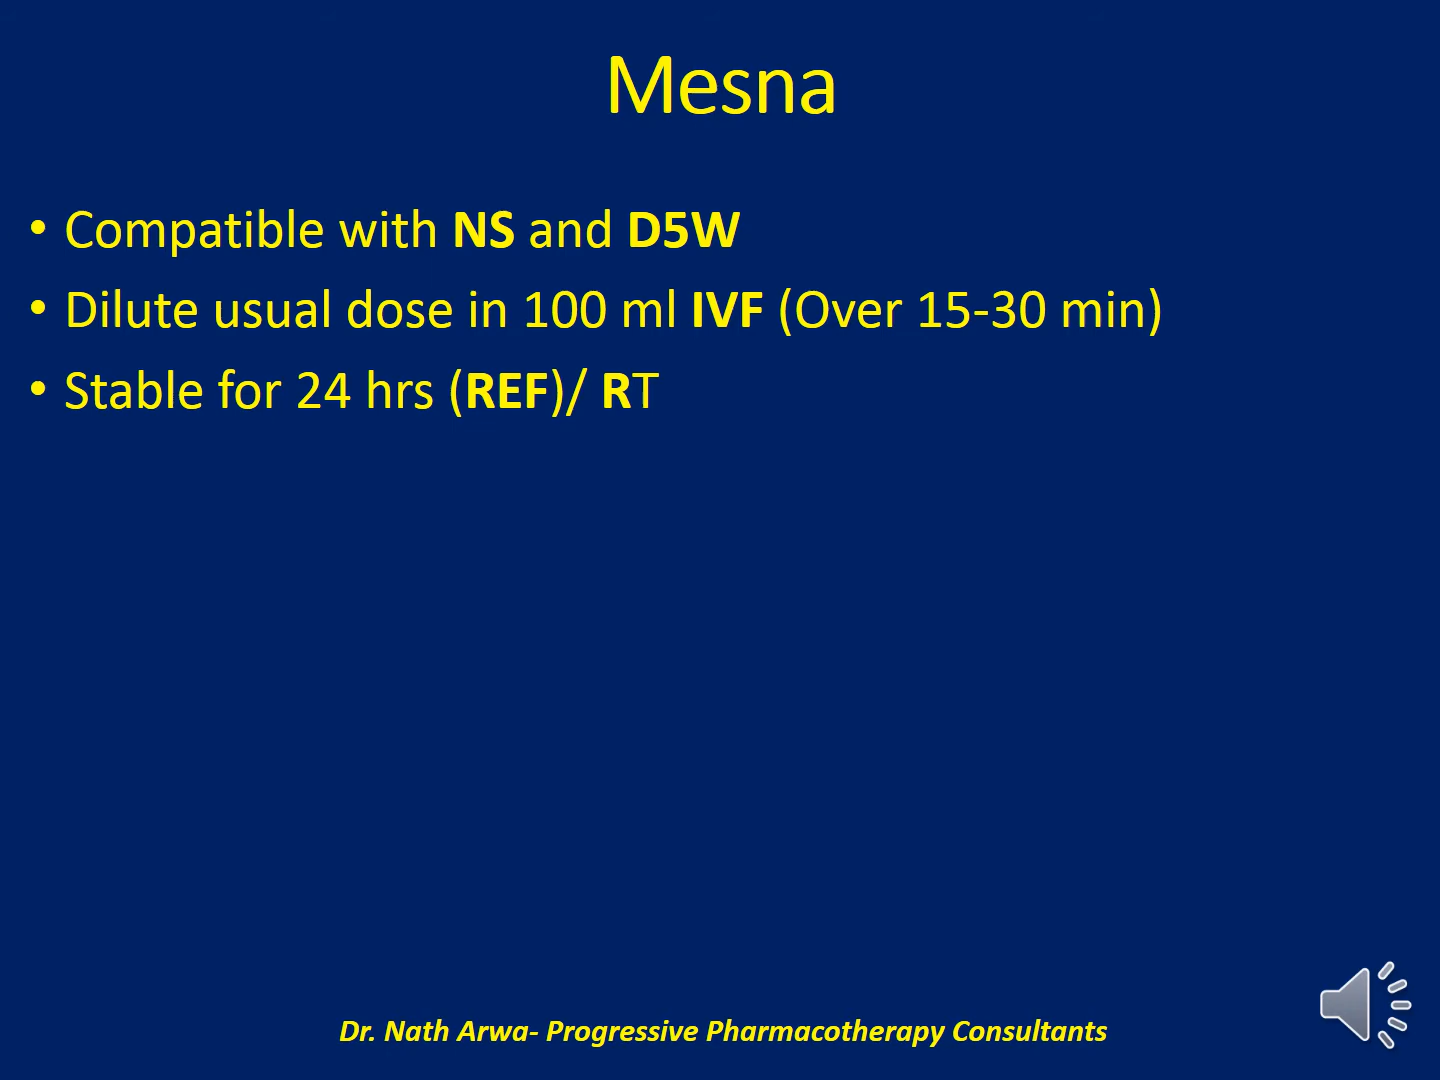 Mesna
• Compatible with NS and D5W
• Dilute usual dose in 100 ml IVF (Over 15-30 min)
• Stable for 24 hrs (REF)/ RT
Dr. Nath Arwa- Progressive Pharmacotherapy Consultants